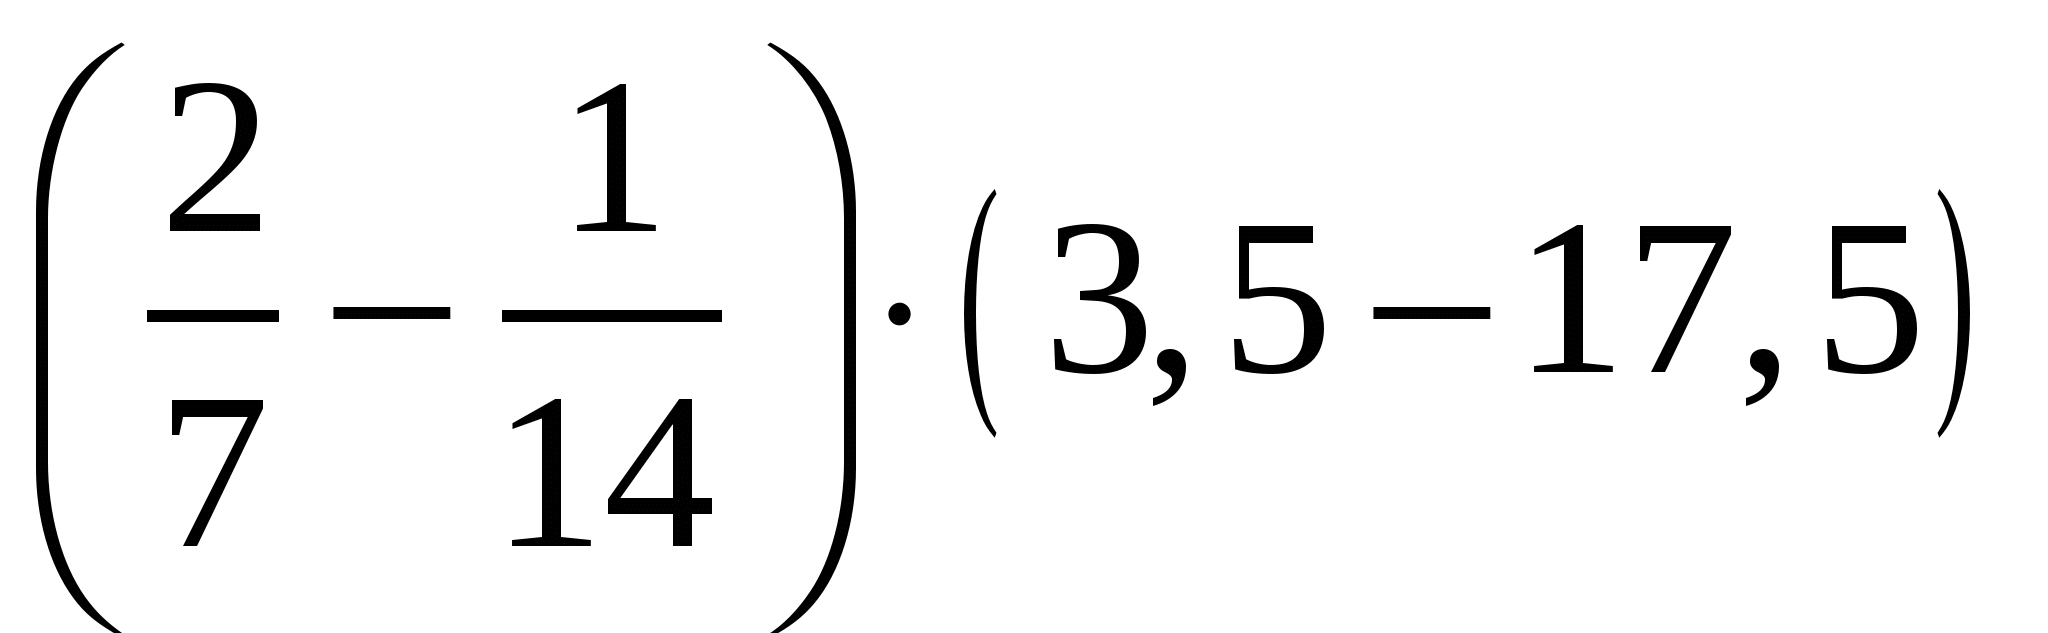 (2/7 − 1/14) · (3,5 − 17,5)